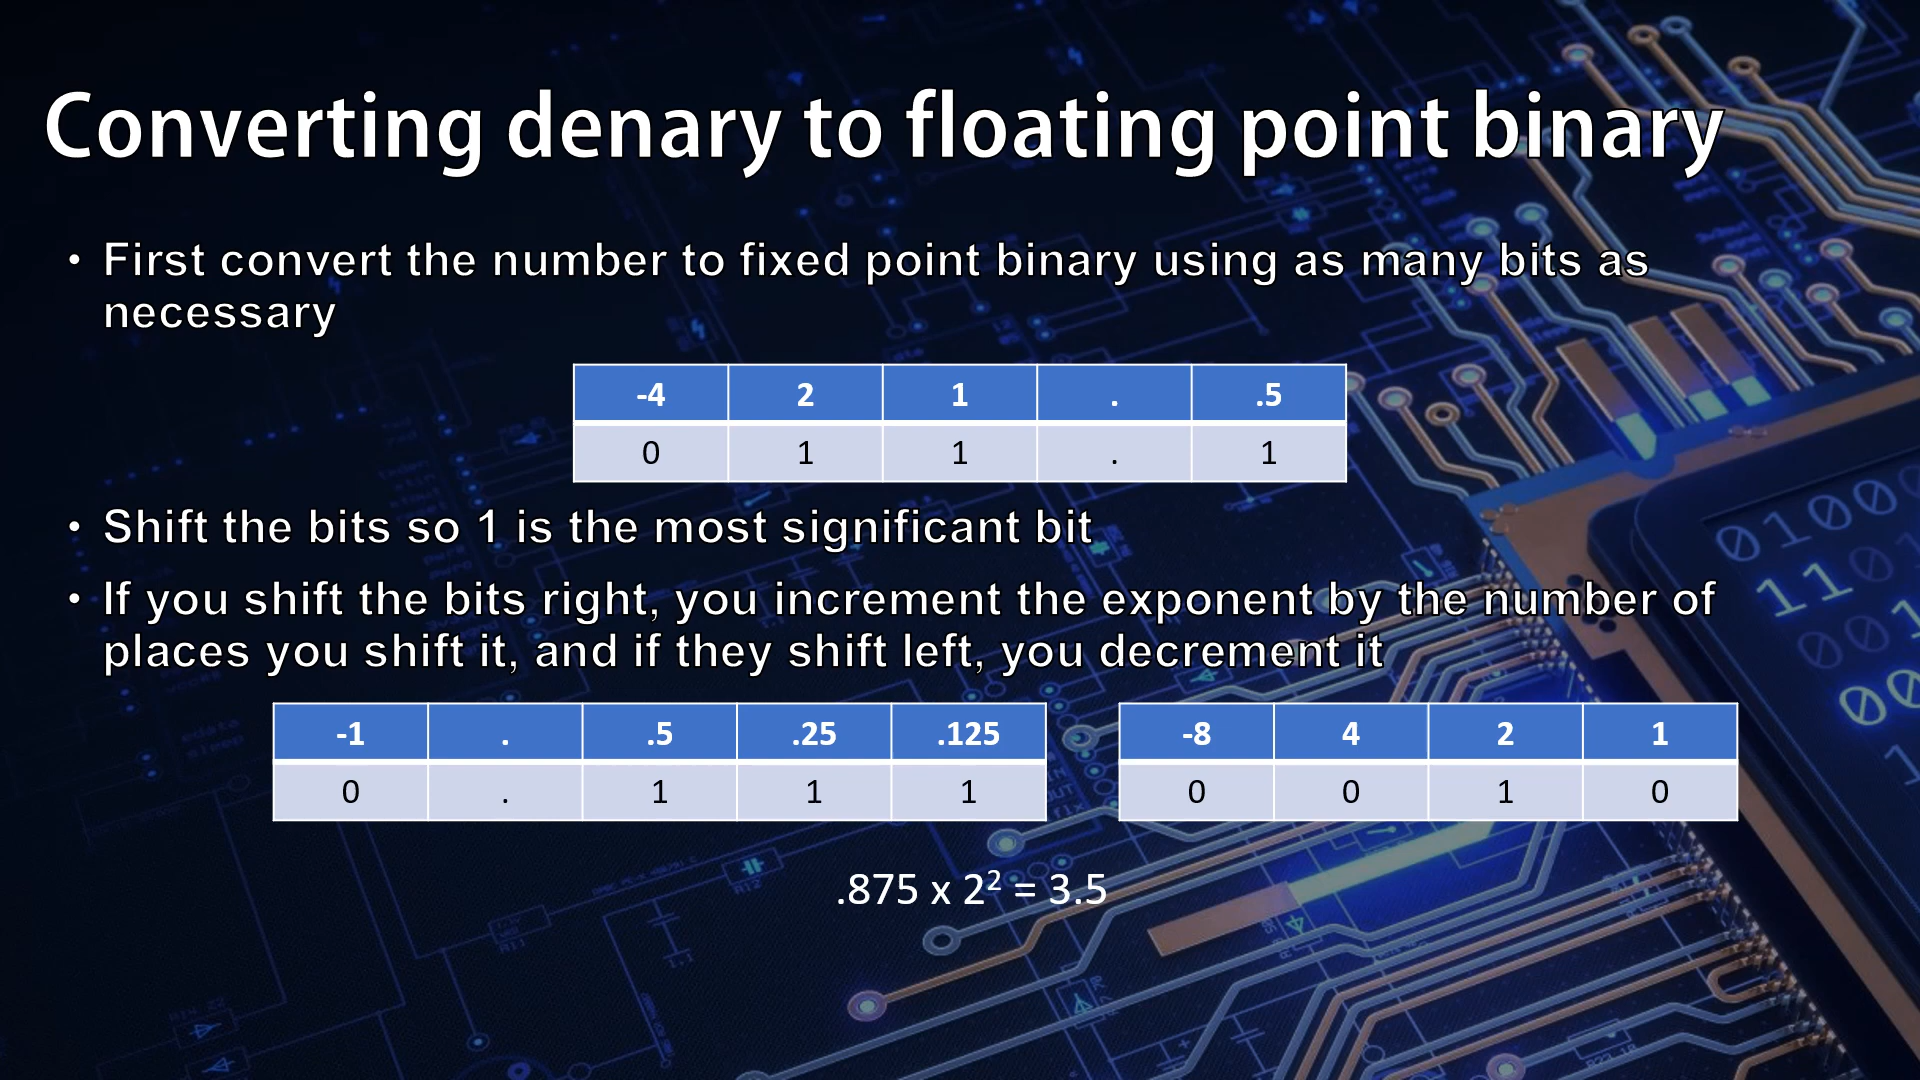 Converting denary to floating point binary
• First convert the number to fixed point binary using as many bits as
necessary
-4 2 1 . .5
0 1 1 . 1
• Shift the bits so 1 is the most significant bit
• If you shift the bits right, you increment the exponent by the number of
places you shift it, and if they shift left, you decrement it
-1 . .5 .25 .125 -8 4 2 1
0 . 1 1 1 0 0 1 0
.875 x 2² = 3.5